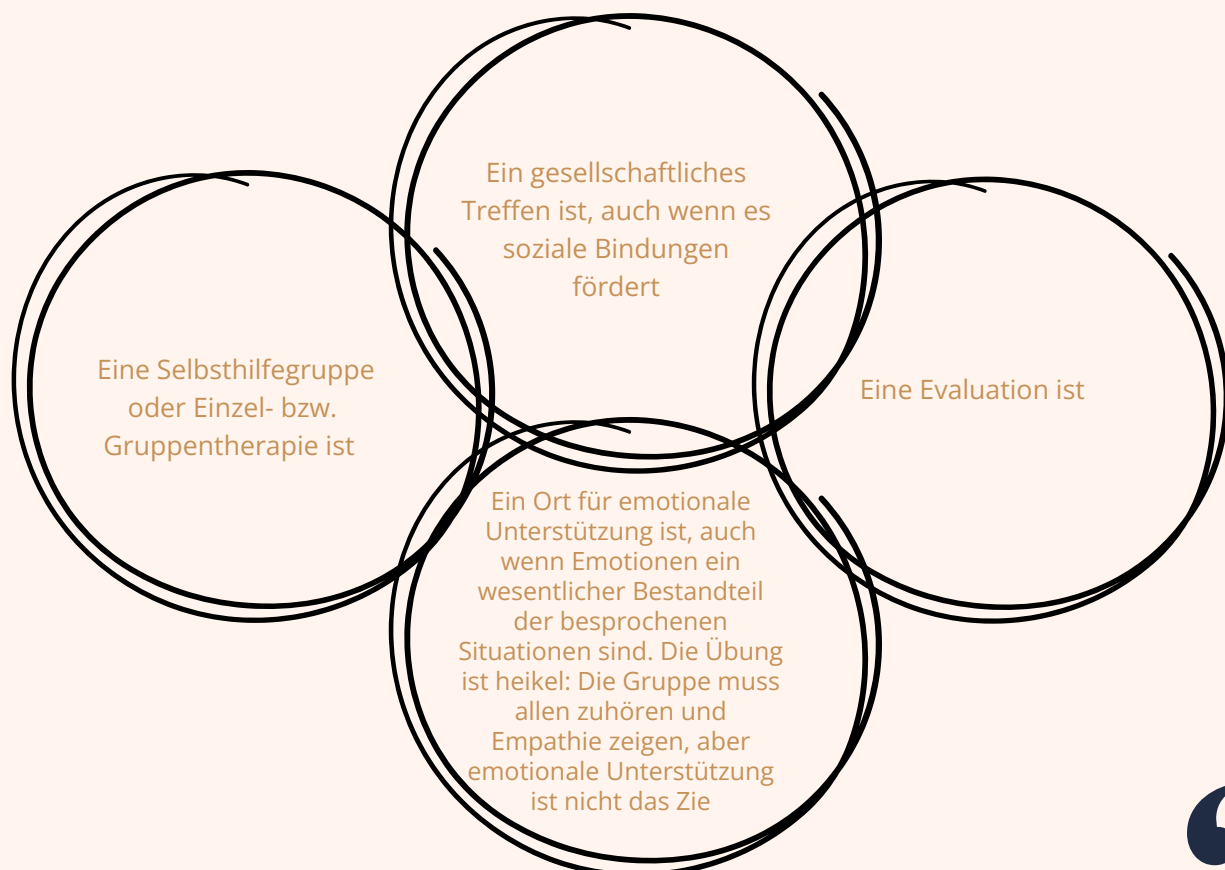 Ein gesellschaftliches
Treffen ist, auch wenn es
soziale Bindungen
fördert
Eine Selbsthilfegruppe
oder Einzel- bzw.
Gruppentherapie ist
Eine Evaluation ist
Ein Ort für emotionale
Unterstützung ist, auch
wenn Emotionen ein
wesentlicher Bestandteil
der besprochenen
Situationen sind. Die Übung
ist heikel: Die Gruppe muss
allen zuhören und
Empathie zeigen, aber
emotionale Unterstützung
ist nicht das Zie